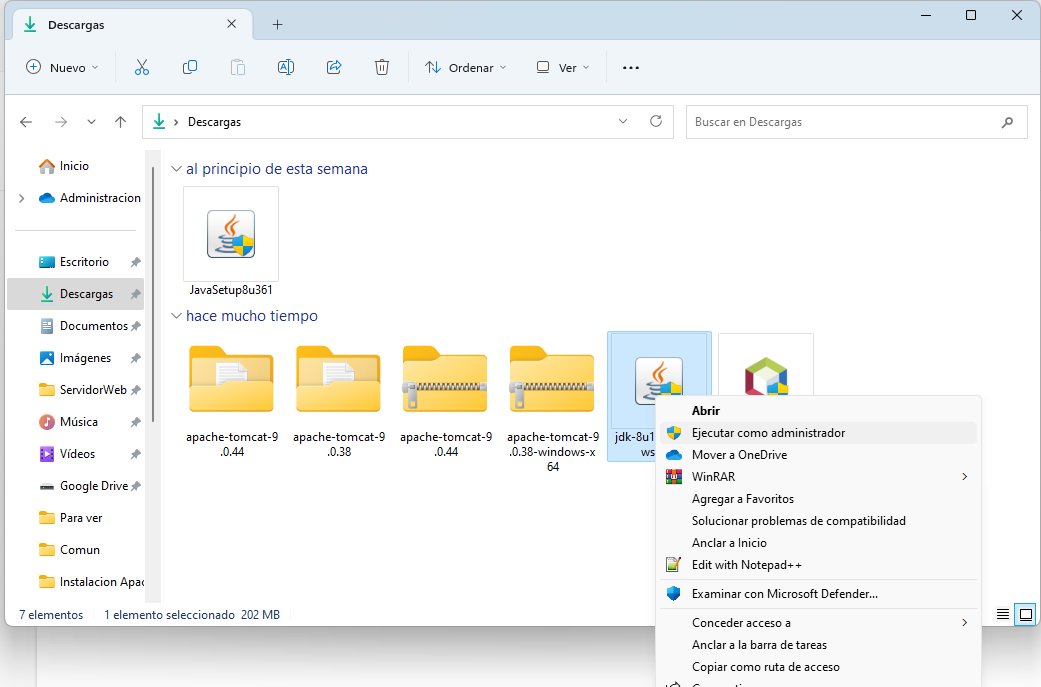 Descargas
Nuevo
Ordenar
Ver
Descargas
Buscar en Descargas
Inicio
Administracion
Escritorio
Descargas
Documentos
Imágenes
ServidorWeb
Música
Vídeos
Google Drive
Para ver
Comun
Instalacion Apac
al principio de esta semana
JavaSetup8u361
hace mucho tiempo
apache-tomcat-9
.0.44
apache-tomcat-9
.0.38
apache-tomcat-9
.0.44
apache-tomcat-9
.0.38-windows-x
64
jdk-8u1
ws
Abrir
Ejecutar como administrador
Mover a OneDrive
WinRAR
Agregar a Favoritos
Solucionar problemas de compatibilidad
Anclar a Inicio
Edit with Notepad++
Examinar con Microsoft Defender...
Conceder acceso a
Anclar a la barra de tareas
Copiar como ruta de acceso
7 elementos
1 elemento seleccionado 202 MB